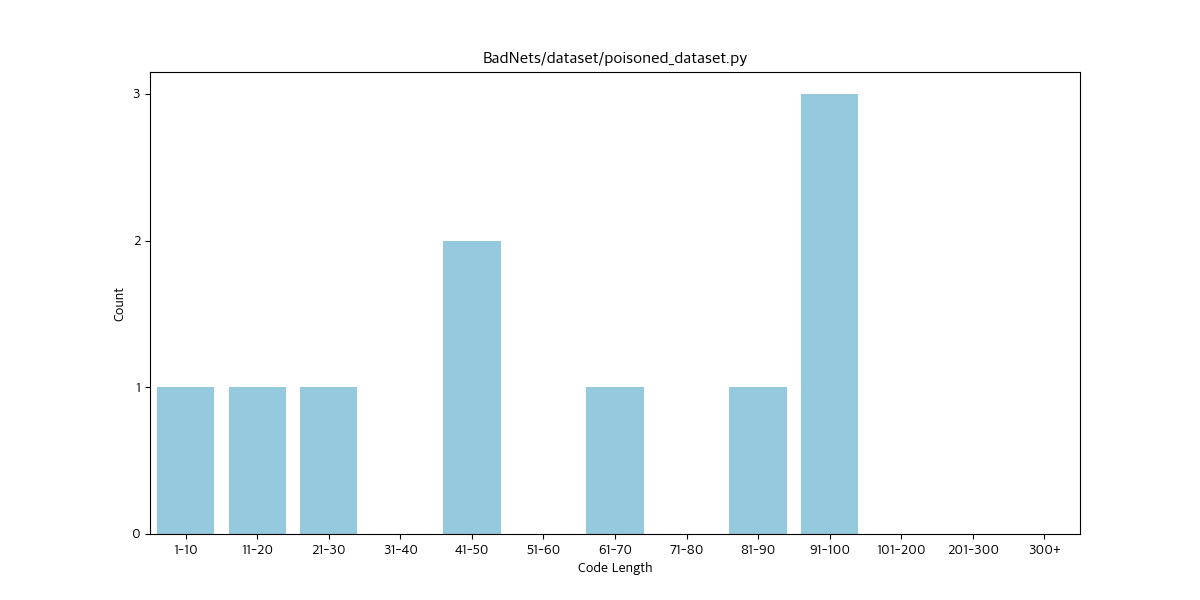 BadNets/dataset/poisoned_dataset.py
3
2
1
0
Count
1-10 11-20 21-30 31-40 41-50 51-60 61-70 71-80 81-90 91-100 101-200 201-300 300+
Code Length